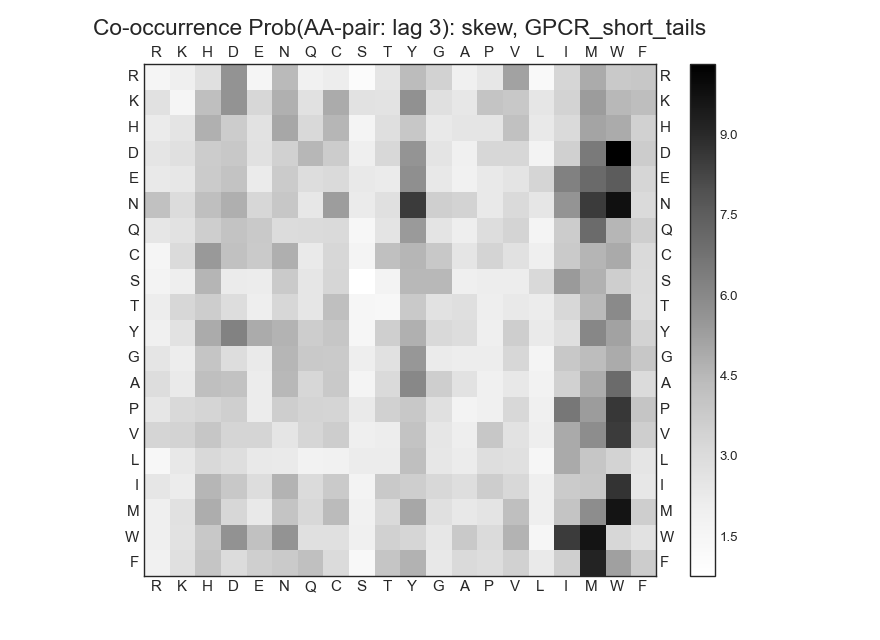 Co-occurrence Prob(AA-pair: lag 3): skew, GPCR_short_tails
R K H D E N Q C S T Y G A P V L I M W F
R R
K K
H H
D D
E E
N N
Q Q
C C
S S
T T
Y Y
G G
A A
P P
V V
L L
I I
M M
W W
F F
R K H D E N Q C S T Y G A P V L I M W F
9.0
7.5
6.0
4.5
3.0
1.5